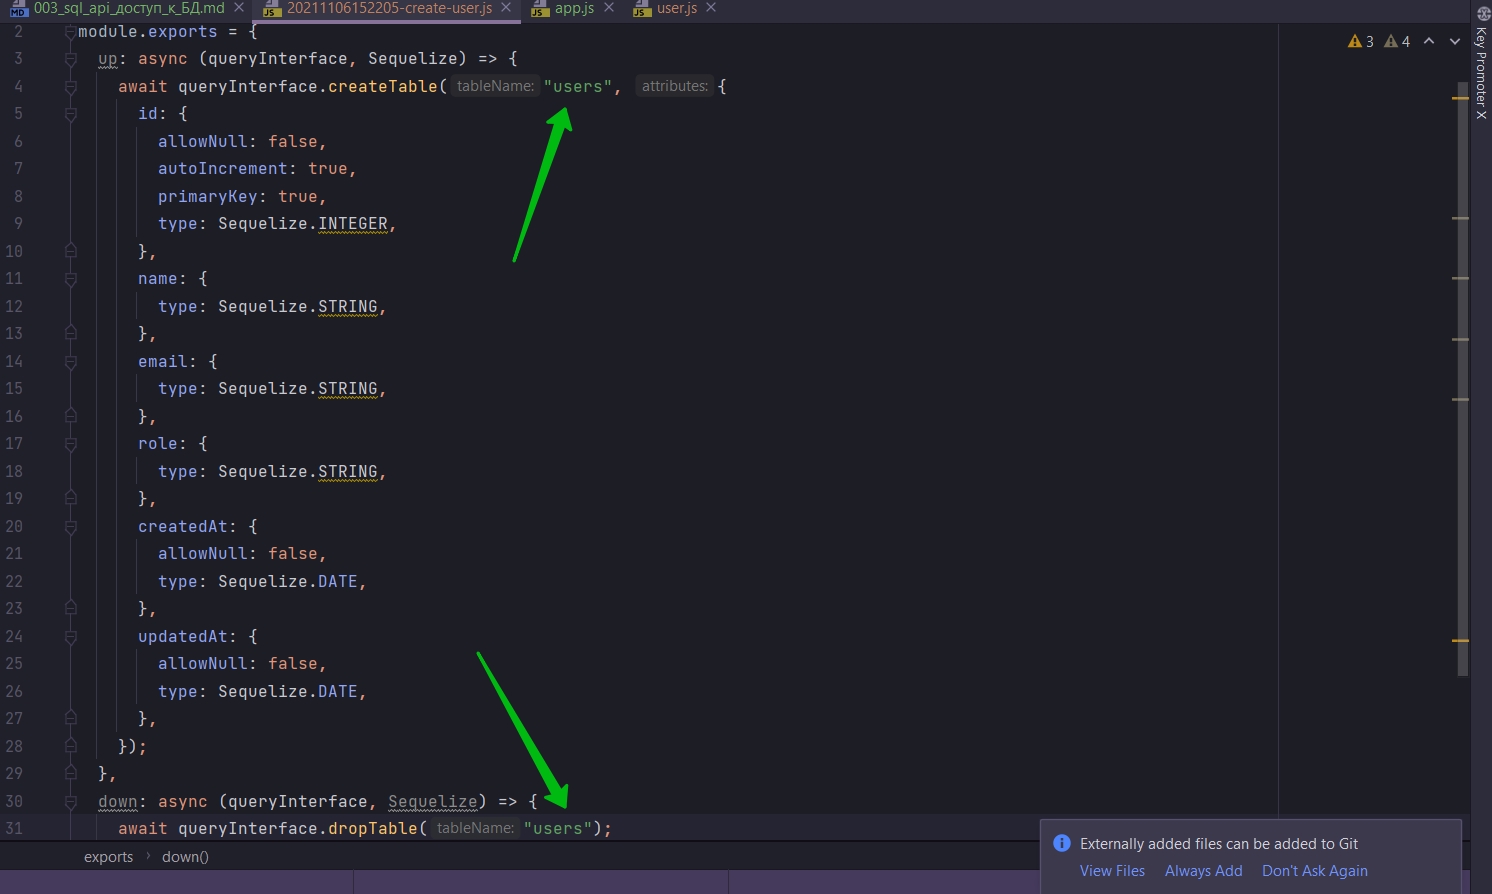 003_sql_api_доступ_к_БД.md 20211106152205-create-user.js app.js user.js
2 module.exports = {
3 up: async (queryInterface, Sequelize) => {
4 await queryInterface.createTable( tableName: "users", attributes: {
5 id: {
6 allowNull: false,
7 autoIncrement: true,
8 primaryKey: true,
9 type: Sequelize.INTEGER,
10 },
11 name: {
12 type: Sequelize.STRING,
13 },
14 email: {
15 type: Sequelize.STRING,
16 },
17 role: {
18 type: Sequelize.STRING,
19 },
20 createdAt: {
21 allowNull: false,
22 type: Sequelize.DATE,
23 },
24 updatedAt: {
25 allowNull: false,
26 type: Sequelize.DATE,
27 },
28 });
29 },
30 down: async (queryInterface, Sequelize) => {
31 await queryInterface.dropTable( tableName: "users");
exports › down()
3 4
Key Promoter X
Externally added files can be added to Git
View Files Always Add Don't Ask Again